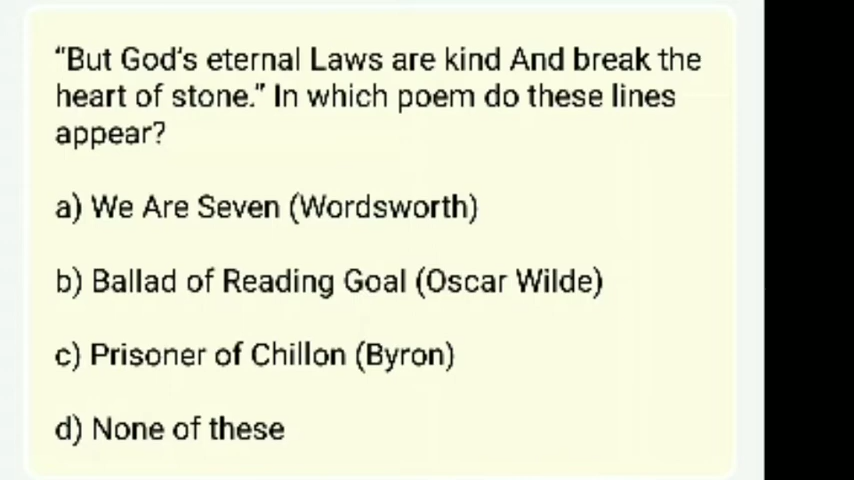 “But God’s eternal Laws are kind And break the
heart of stone.” In which poem do these lines
appear?
a) We Are Seven (Wordsworth)
b) Ballad of Reading Goal (Oscar Wilde)
c) Prisoner of Chillon (Byron)
d) None of these